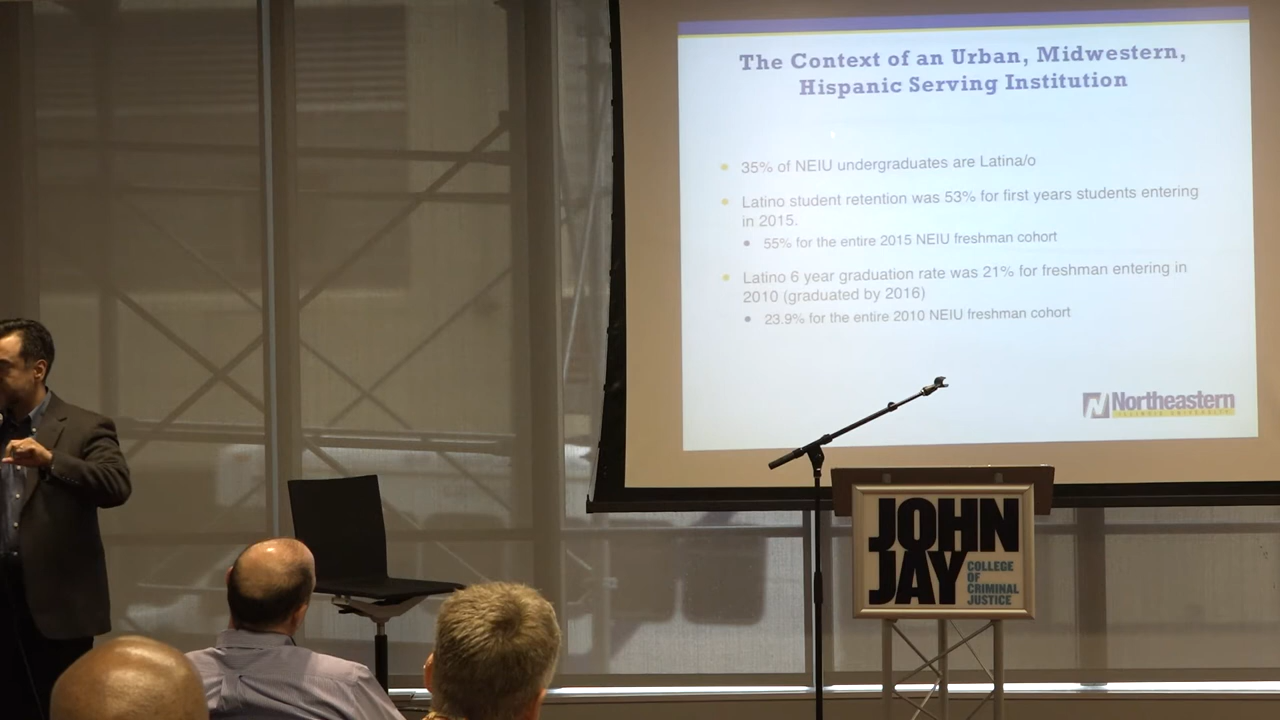 The Context of an Urban, Midwestern,
Hispanic Serving Institution
35% of NEIU undergraduates are Latina/o
Latino student retention was 53% for first years students entering
in 2015.
55% for the entire 2015 NEIU freshman cohort
Latino 6 year graduation rate was 21% for freshman entering in
2010 (graduated by 2016)
23.9% for the entire 2010 NEIU freshman cohort
N Northeastern
ILLINOIS UNIVERSITY
JOHN
JAY
COLLEGE
OF
CRIMINAL
JUSTICE